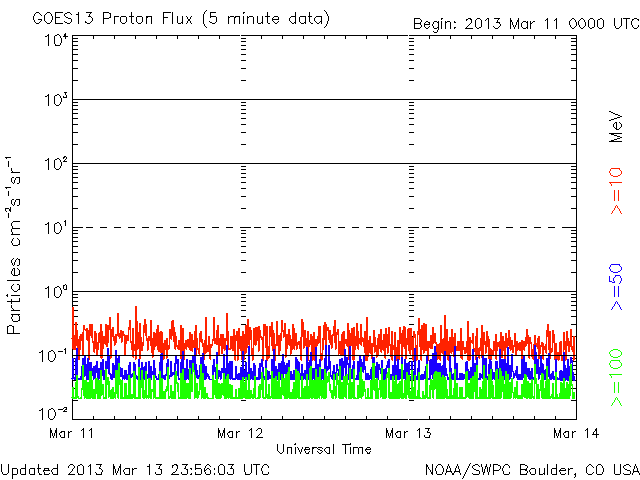 GOES13 Proton Flux (5 minute data)
Begin: 2013 Mar 11 0000 UTC
10⁴
10³
10²
10¹
10⁰
10⁻¹
10⁻²
Particles cm⁻²s⁻¹sr⁻¹
MeV
>=10
>=50
>=100
Mar 11
Mar 12
Mar 13
Mar 14
Universal Time
Updated 2013 Mar 13 23:56:03 UTC
NOAA/SWPC Boulder, CO USA